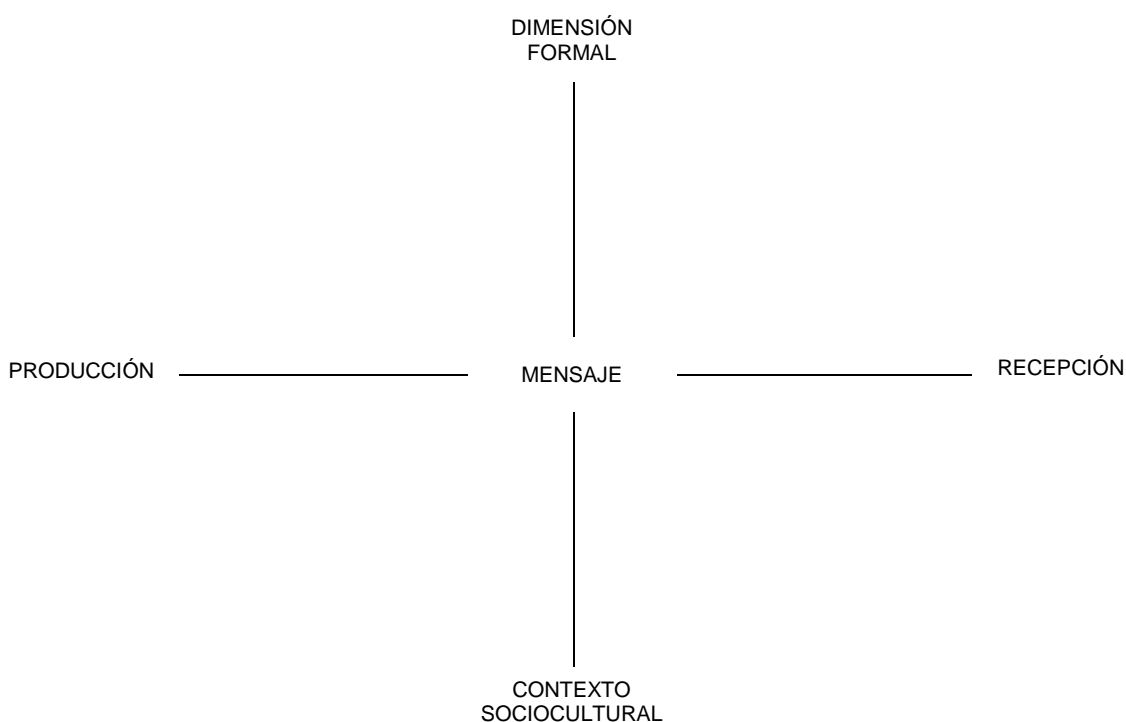 DIMENSIÓN
FORMAL
PRODUCCIÓN
MENSAJE
RECEPCIÓN
CONTEXTO
SOCIOCULTURAL